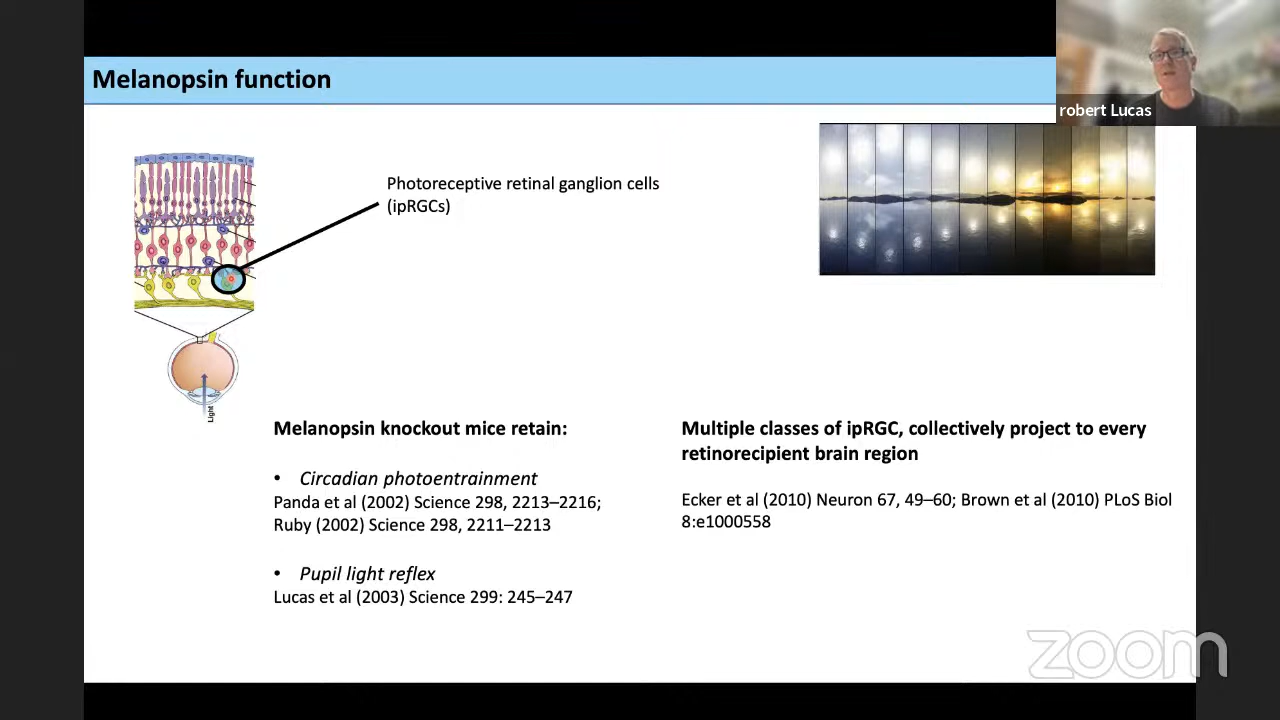 Melanopsin function
robert Lucas
Photoreceptive retinal ganglion cells
(ipRGCs)
Light
Melanopsin knockout mice retain:
• Circadian photoentrainment
Panda et al (2002) Science 298, 2213–2216;
Ruby (2002) Science 298, 2211–2213
• Pupil light reflex
Lucas et al (2003) Science 299: 245–247
Multiple classes of ipRGC, collectively project to every
retinorecipient brain region
Ecker et al (2010) Neuron 67, 49–60; Brown et al (2010) PLoS Biol
8:e1000558
zoom